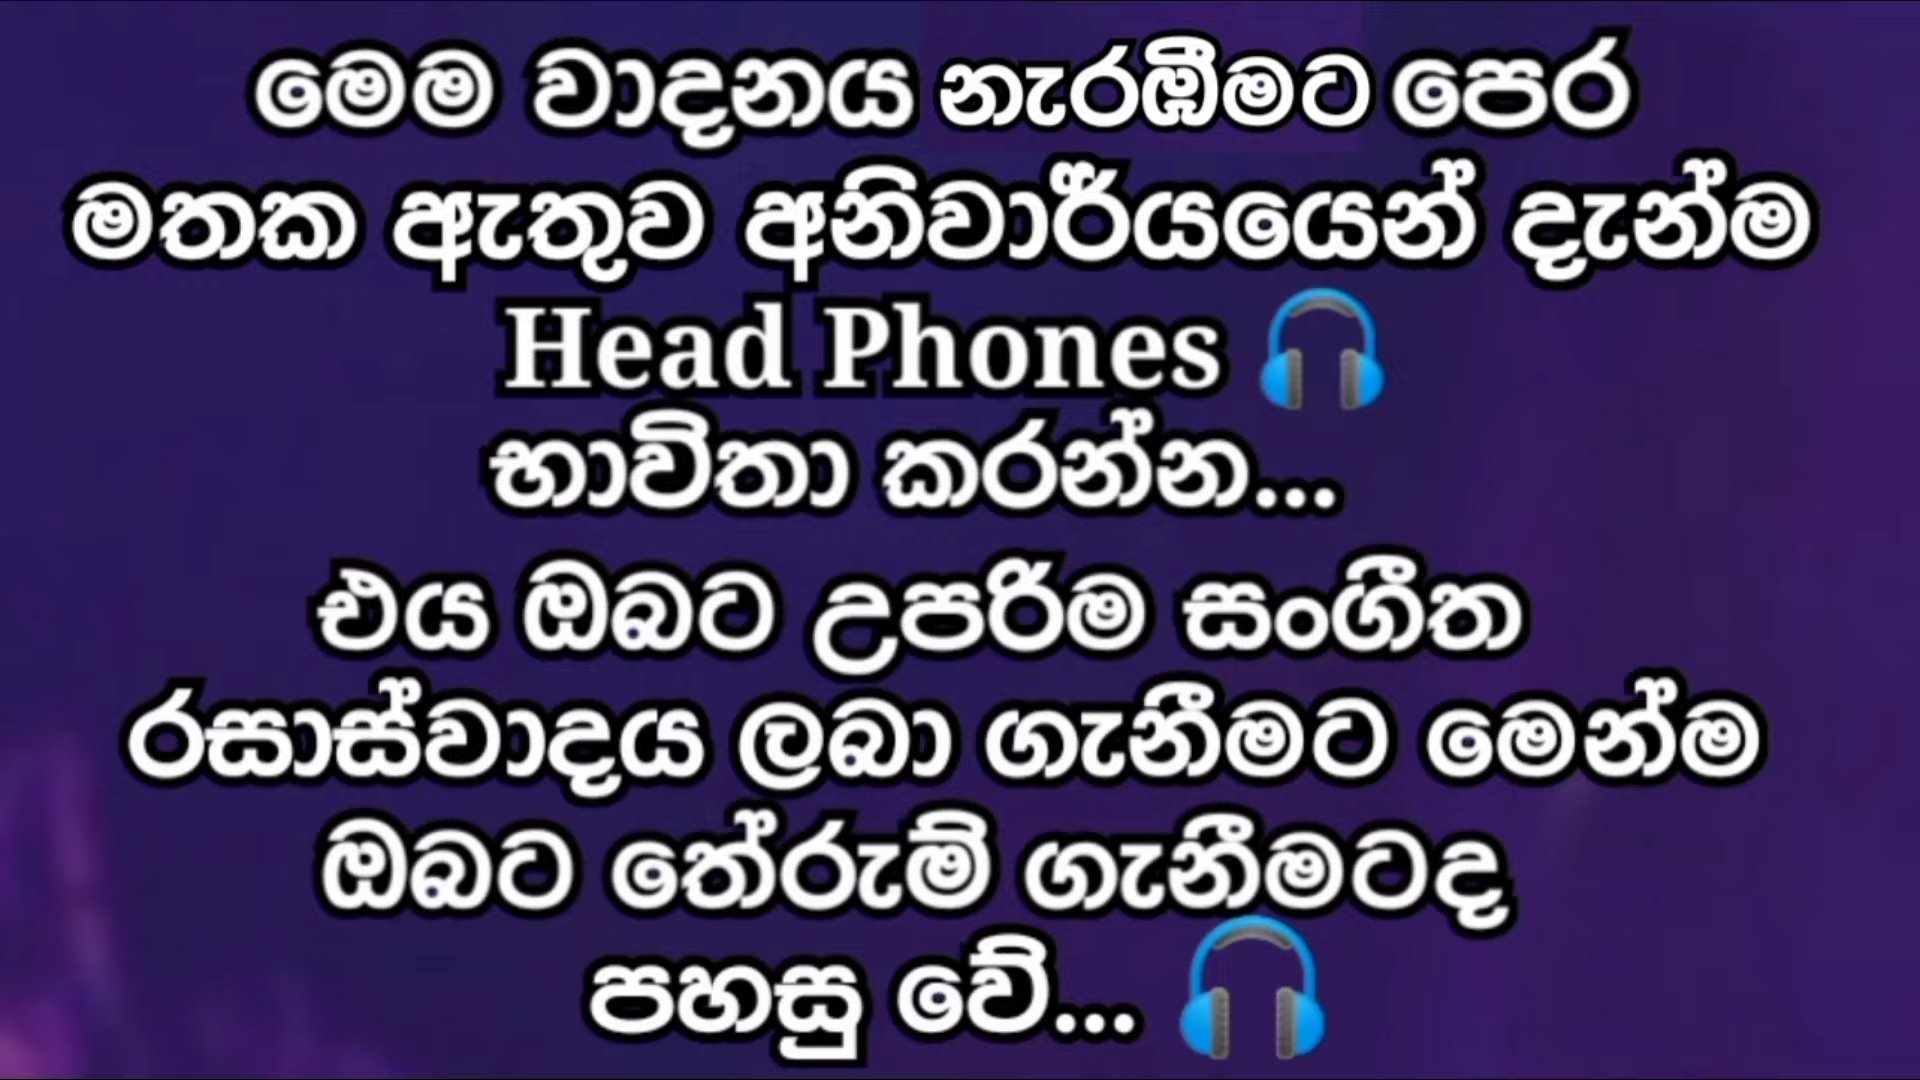 මෙම වාදනය නැරඹීමට පෙර
මතක ඇතුව අනිවාර්යයෙන් දැන්ම
Head Phones 🎧
භාවිතා කරන්න...
එය ඔබට උපරිම සංගීත
රසාස්වාදය ලබා ගැනීමට මෙන්ම
ඔබට තේරුම් ගැනීමටද
පහසු වේ... 🎧